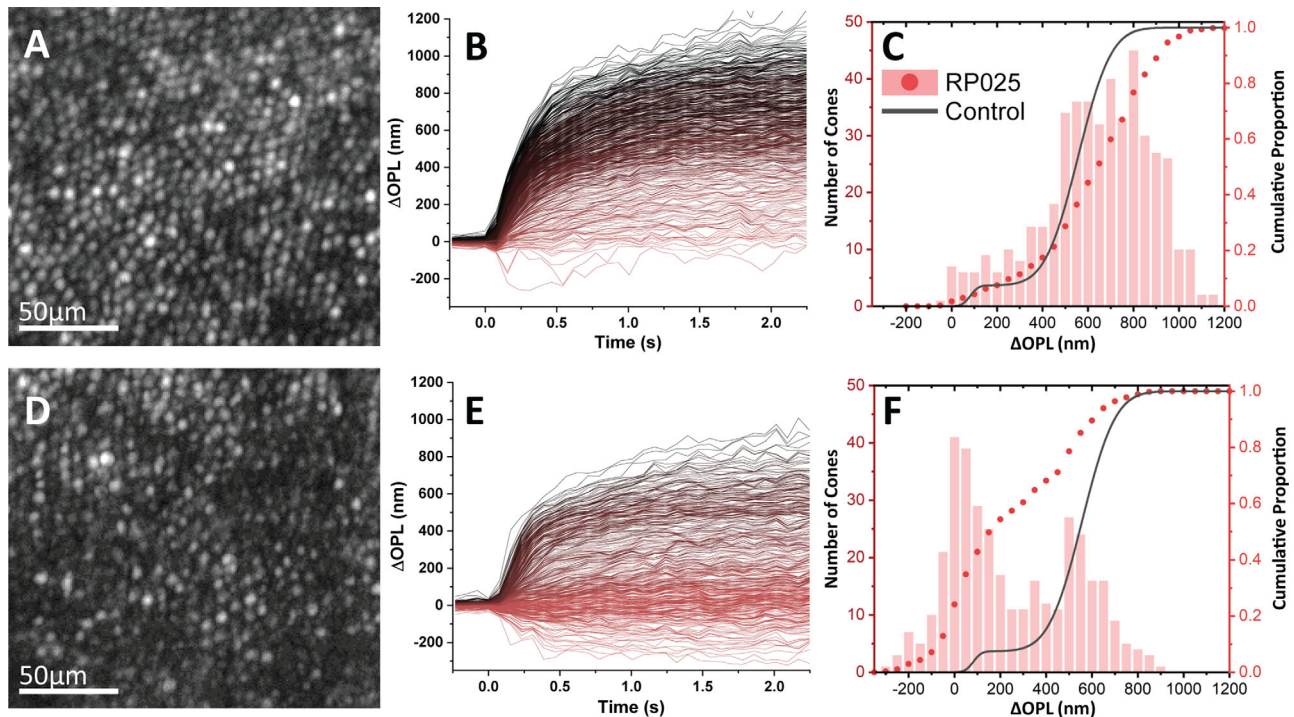 A
50µm
B
ΔOPL (nm)
1200
1000
800
600
400
200
0
-200
0.0 0.5 1.0 1.5 2.0
Time (s)
C
RP025
Control
Number of Cones
50
40
30
20
10
0
-200 0 200 400 600 800 1000 1200
ΔOPL (nm)
1.0
0.8
0.6
0.4
0.2
0.0
Cumulative Proportion
D
50µm
E
ΔOPL (nm)
1200
1000
800
600
400
200
0
-200
0.0 0.5 1.0 1.5 2.0
Time (s)
F
Number of Cones
50
40
30
20
10
0
-200 0 200 400 600 800 1000 1200
ΔOPL (nm)
1.0
0.8
0.6
0.4
0.2
0.0
Cumulative Proportion